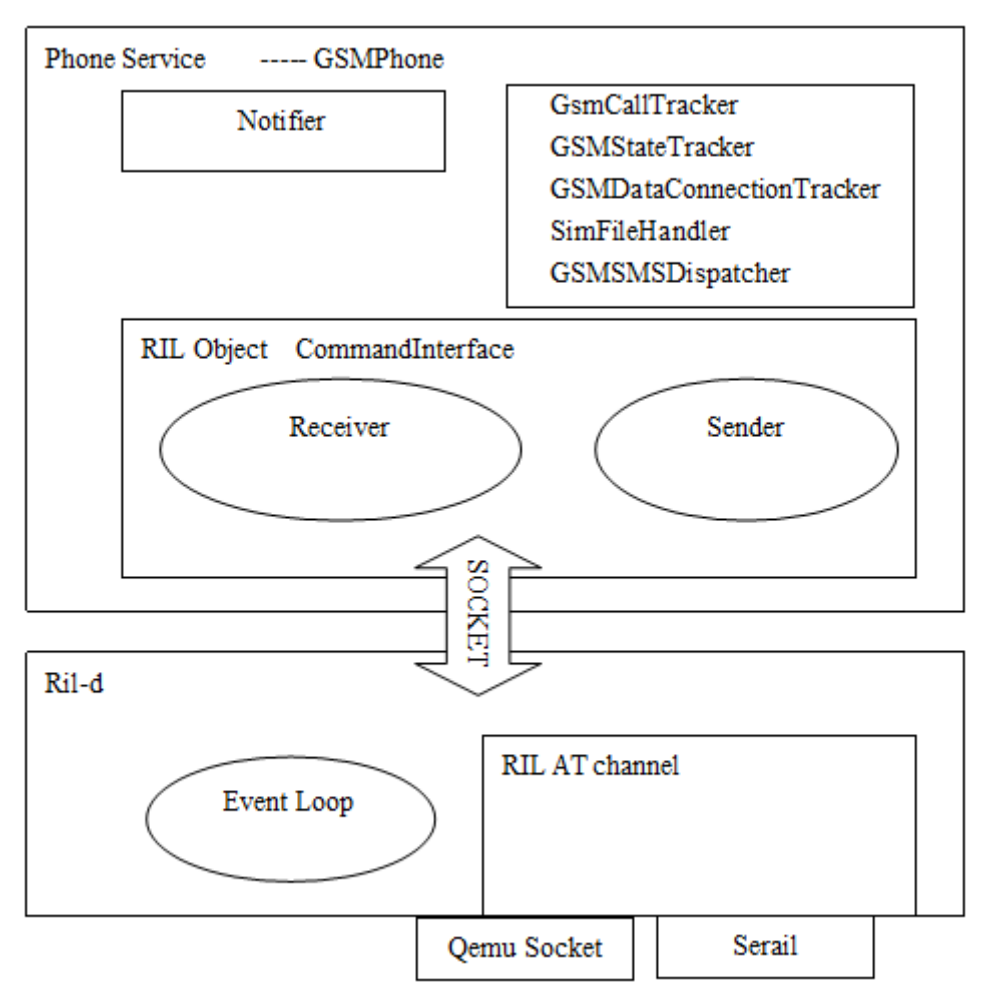 Phone Service ----- GSMPhone
Notifier
GsmCallTracker
GSMStateTracker
GSMDataConnectionTracker
SimFileHandler
GSMSMSDispatcher
RIL Object CommandInterface
Receiver
Sender
SOCKET
Ril-d
Event Loop
RIL AT channel
Qemu Socket
Serail